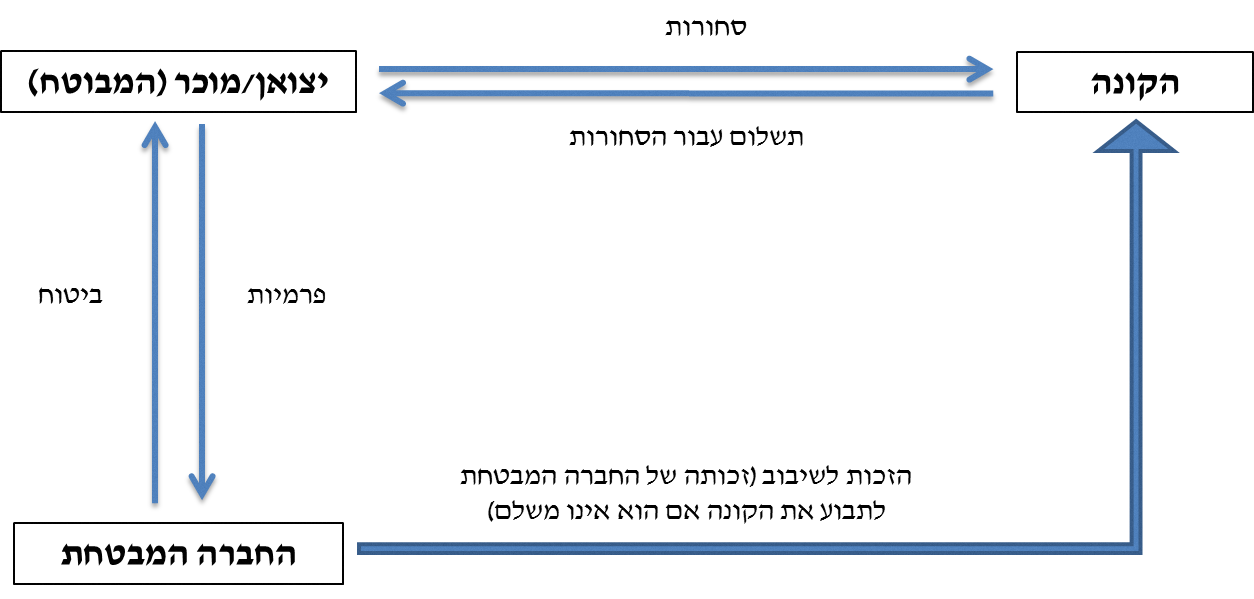 סחורות
יצואן/מוכר (המבוטח)
הקונה
תשלום עבור הסחורות
ביטוח
פרמיות
הזכות לשיבוב (זכותה של החברה המבטחת
לתבוע את הקונה אם הוא אינו משלם)
החברה המבטחת